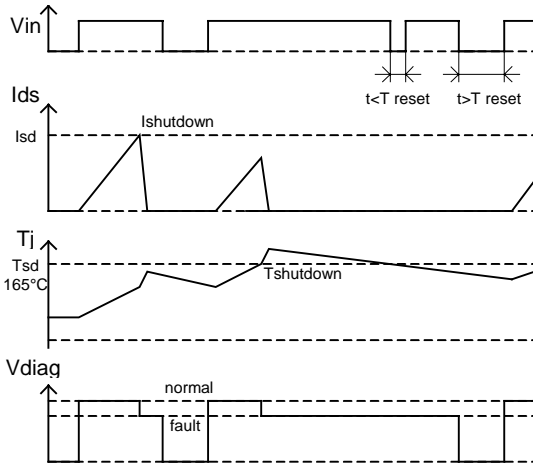 Vin
t<T reset
t>T reset
Ids
Isd
Ishutdown
Tj
Tsd
165°C
Tshutdown
Vdiag
normal
fault